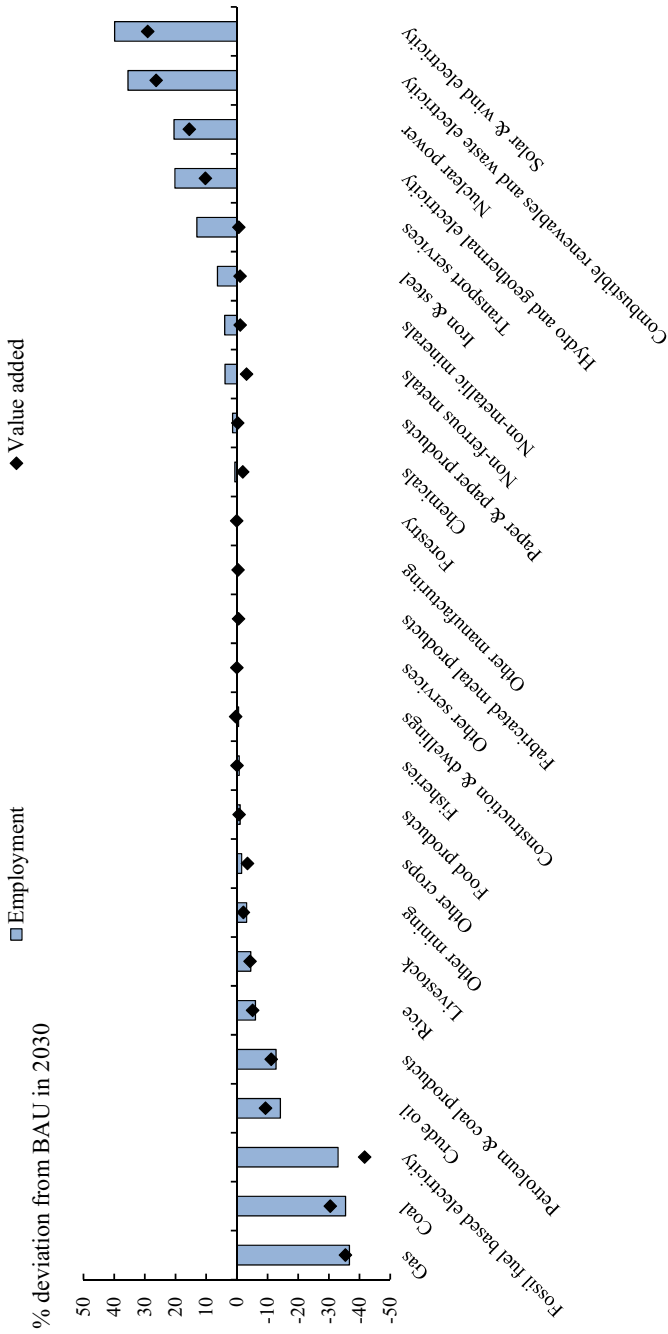 % deviation from BAU in 2030
Employment
Value added
50
40
30
20
10
0
-10
-20
-30
-40
-50
Gas
Coal
Fossil fuel based electricity
Crude oil
Petroleum & coal products
Rice
Livestock
Other mining
Other crops
Food products
Fisheries
Construction & dwellings
Other services
Fabricated metal products
Other manufacturing
Forestry
Chemicals
Paper & paper products
Non-ferrous metals
Non-metallic minerals
Iron & steel
Transport services
Hydro and geothermal electricity
Nuclear power
Combustible renewables and waste electricity
Solar & wind electricity